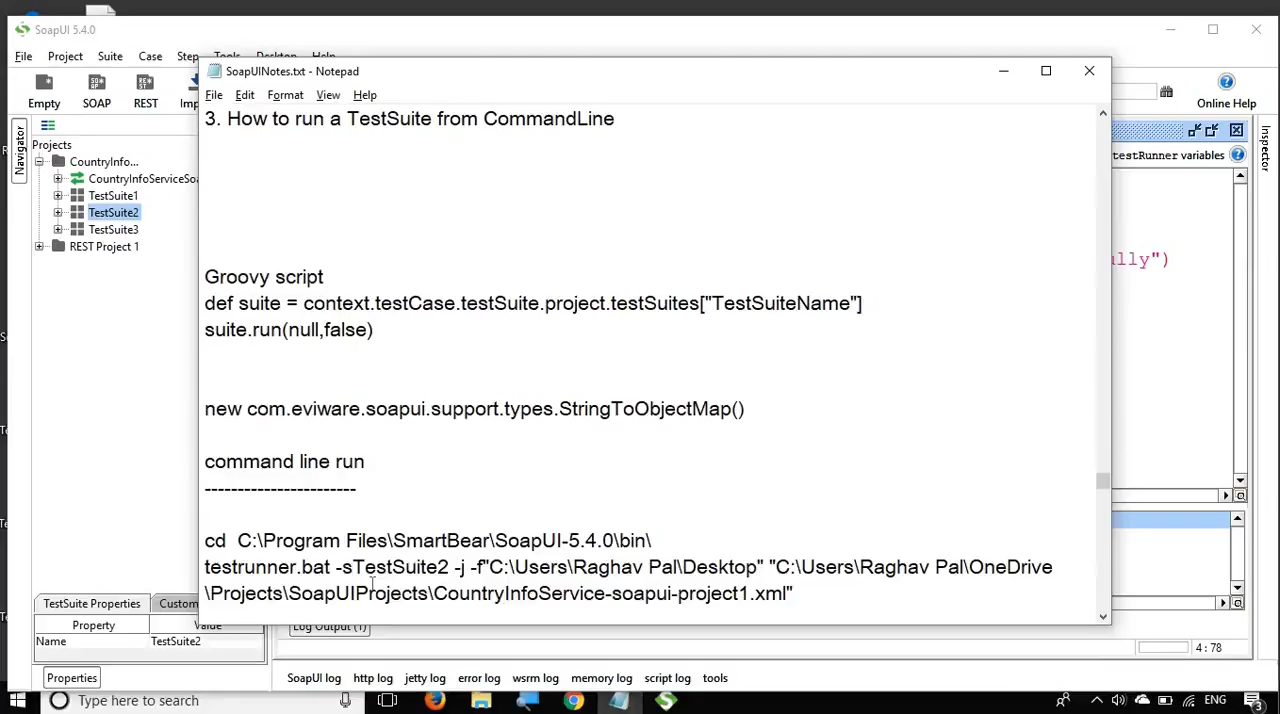 SoapUI 5.4.0
File Project Suite Case Step Tools Desktop Help
Empty SOAP REST Online Help
SoapUINotes.txt - Notepad
File Edit Format View Help
3. How to run a TestSuite from CommandLine
Groovy script
def suite = context.testCase.testSuite.project.testSuites["TestSuiteName"]
suite.run(null,false)
new com.eviware.soapui.support.types.StringToObjectMap()
command line run
-----------------------
cd  C:\Program Files\SmartBear\SoapUI-5.4.0\bin\
testrunner.bat -sTestSuite2 -j -f"C:\Users\Raghav Pal\Desktop" "C:\Users\Raghav Pal\OneDrive
\Projects\SoapUIProjects\CountryInfoService-soapui-project1.xml"
Navigator
Projects
CountryInfo...
CountryInfoServiceSoa
TestSuite1
TestSuite2
TestSuite3
REST Project 1
testRunner variables
Inspector
ully")
TestSuite Properties Custom
Property Value
Name TestSuite2
Properties
Log Output (1)
4 : 78
SoapUI log http log jetty log error log wsrm log memory log script log tools
Type here to search
ENG
3